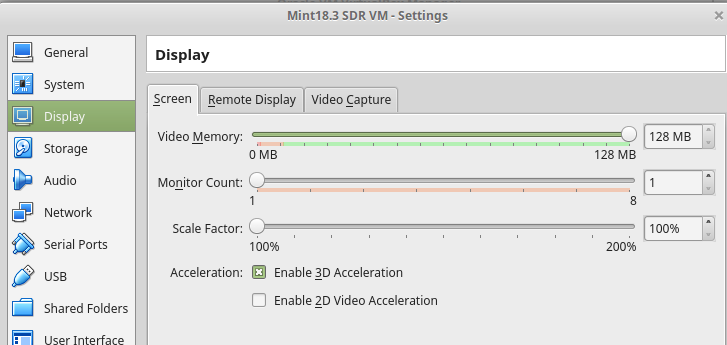 Mint18.3 SDR VM - Settings
General
System
Display
Storage
Audio
Network
Serial Ports
USB
Shared Folders
User Interface
Display
Screen Remote Display Video Capture
Video Memory: 128 MB
0 MB 128 MB
Monitor Count: 1
1 8
Scale Factor: 100%
100% 200%
Acceleration: Enable 3D Acceleration
Enable 2D Video Acceleration